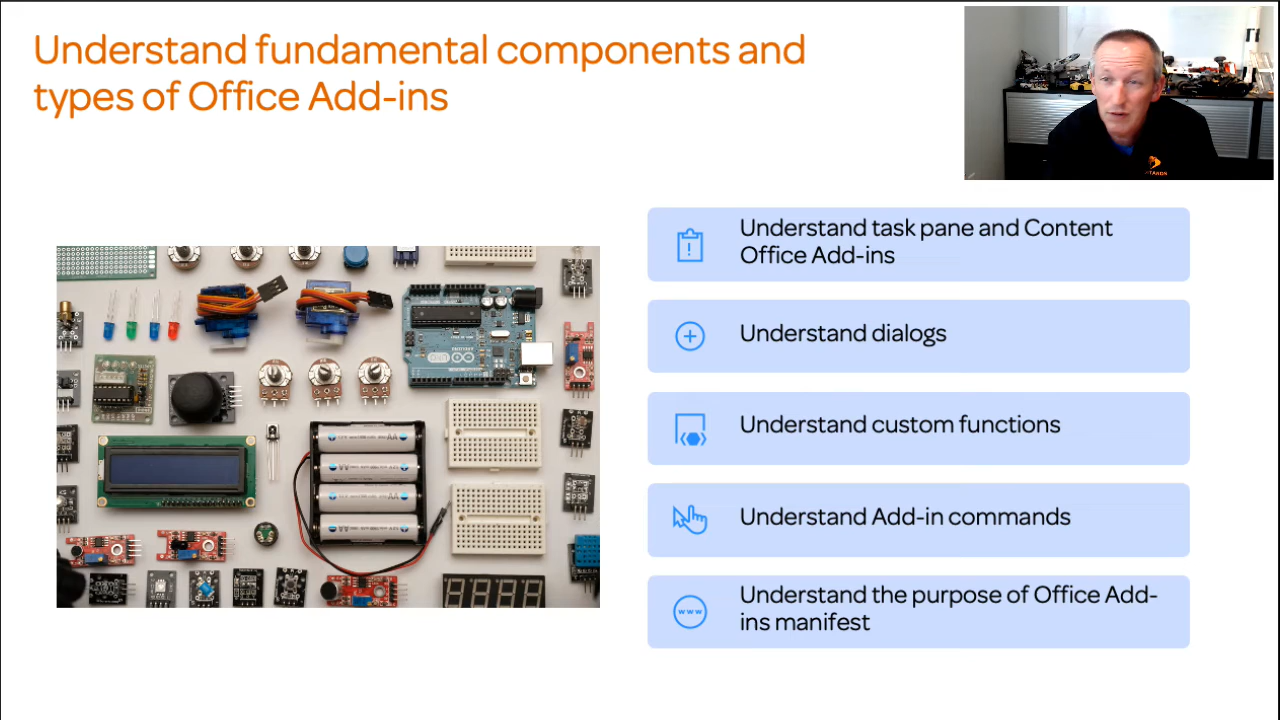 Understand fundamental components and
types of Office Add-ins
Understand task pane and Content
Office Add-ins
Understand dialogs
Understand custom functions
Understand Add-in commands
www
Understand the purpose of Office Add-
ins manifest